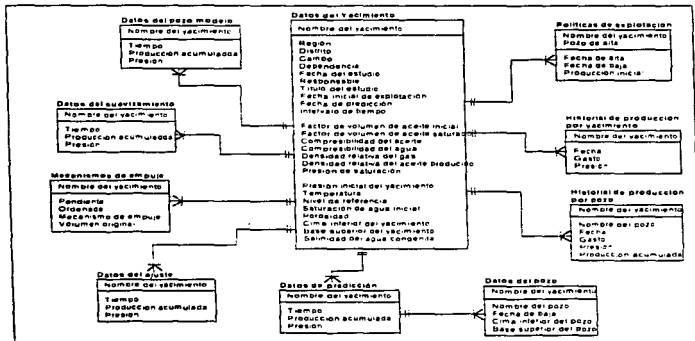 Datos del pozo modelo
Nombre del yacimiento
Tiempo
Producción acumulada
Presión
Datos del suavizamiento
Nombre del yacimiento
Tiempo
Producción acumulada
Presión
Mecanismos de empuje
Nombre del yacimiento
Pendiente
Ordenada
Mecanismo de empuje
Volumen original
Datos del ajuste
Nombre del yacimiento
Tiempo
Producción acumulada
Presión
Datos del Yacimiento
Nombre del yacimiento
Región
Distrito
Campo
Dependencia
Fecha del estudio
Responsable
Título del estudio
Fecha inicial de explotación
Fecha de predicción
Intervalo de tiempo
Factor de volumen de aceite inicial
Factor de volumen de aceite saturado
Compresibilidad del aceite
Compresibilidad del agua
Densidad relativa del gas
Densidad relativa del aceite producido
Presión de saturación
Presión inicial del yacimiento
Temperatura
Nivel de referencia
Saturación de agua inicial
Porosidad
Cima inferior del yacimiento
Base superior del yacimiento
Salinidad del agua congénita
Datos de predicción
Nombre del yacimiento
Tiempo
Producción acumulada
Presión
Políticas de explotación
Nombre del yacimiento
Pozo de alta
Fecha de alta
Fecha de baja
Producción inicial
Historial de producción
por yacimiento
Nombre del yacimiento
Fecha
Gasto
Presión
Historial de producción
por pozo
Nombre del yacimiento
Nombre del pozo
Fecha
Gasto
Presión
Producción acumulada
Datos del pozo
Nombre del yacimiento
Nombre del pozo
Fecha de baja
Cima inferior del pozo
Base superior del pozo